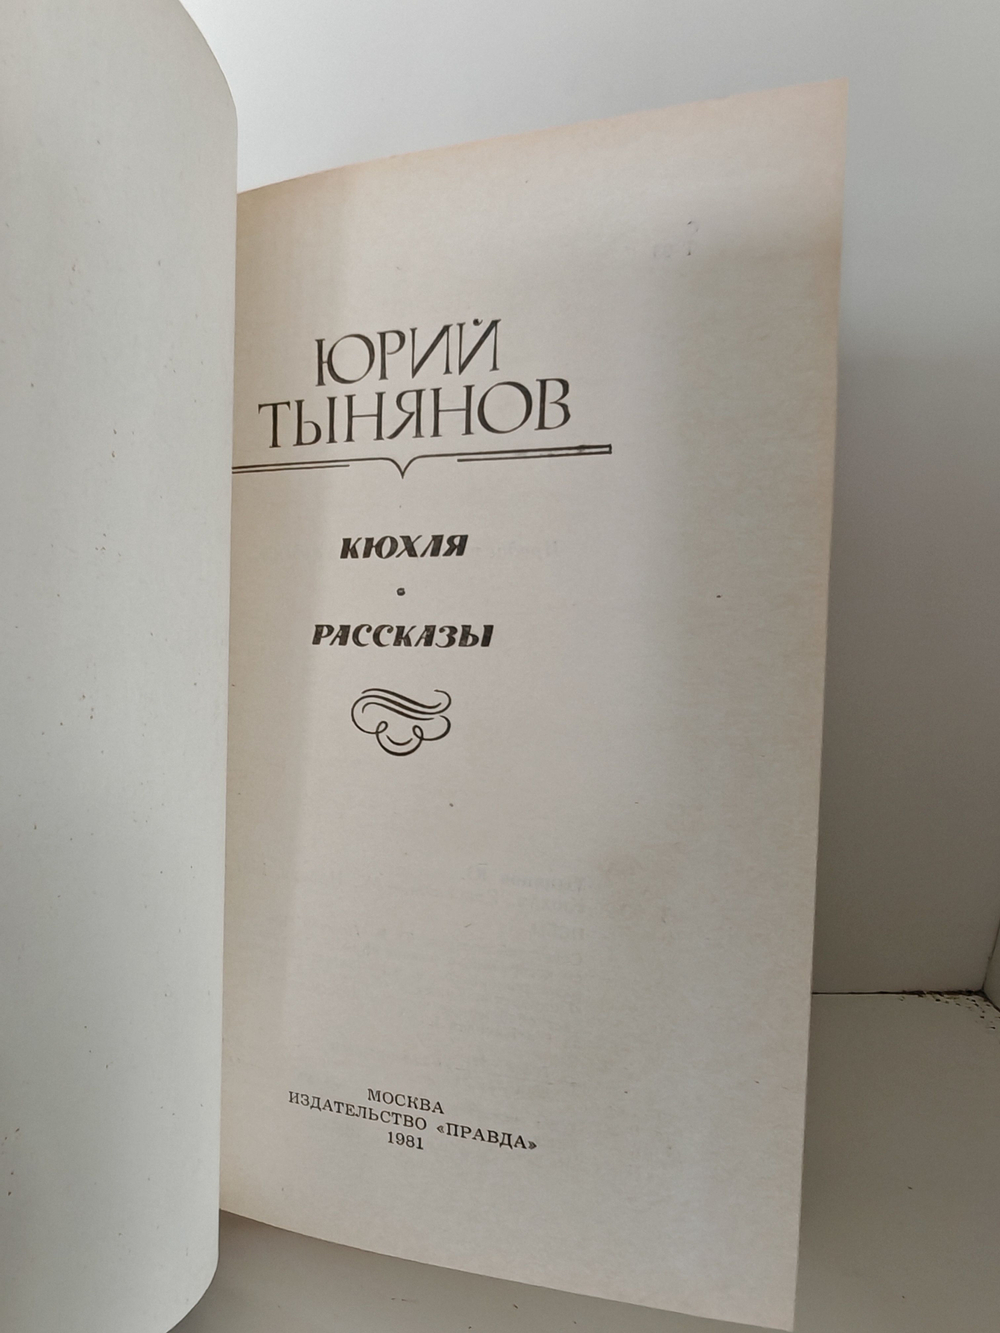 ЮРИЙ
ТЫНЯНОВ
КЮХЛЯ
РАССКАЗЫ
МОСКВА
ИЗДАТЕЛЬСТВО «ПРАВДА»
1981